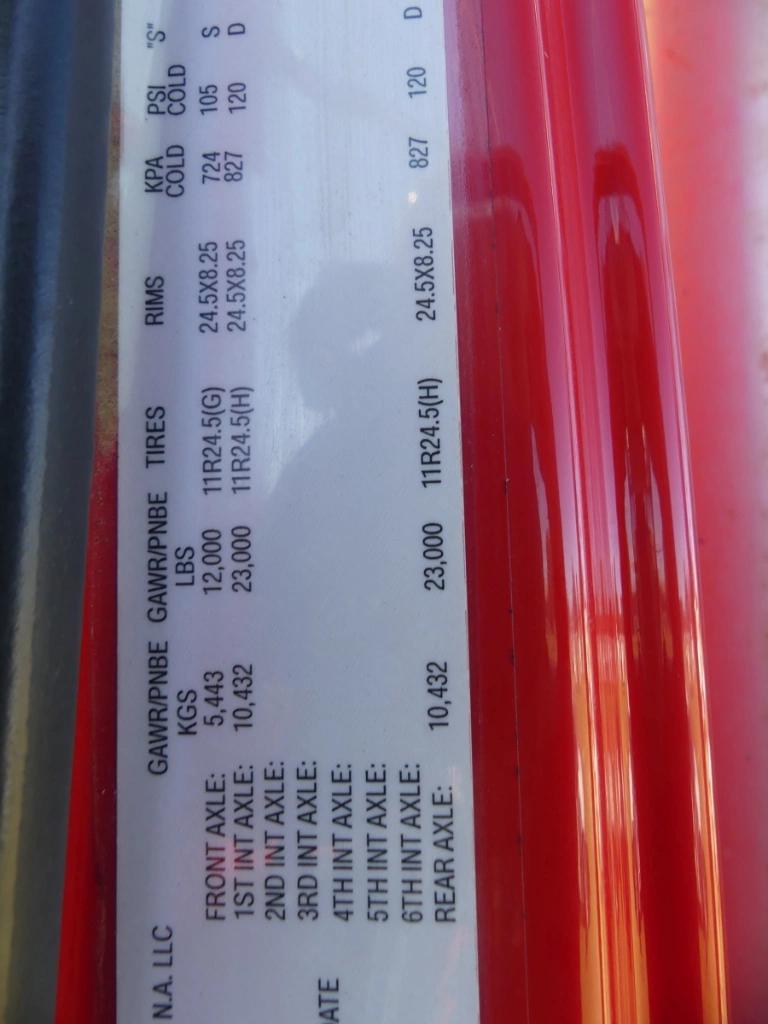 N.A. LLC
GAWR/PNBE GAWR/PNBE TIRES RIMS KPA PSI "S"
KGS LBS COLD COLD
FRONT AXLE: 5,443 12,000 11R24.5(G) 24.5X8.25 724 105 S
1ST INT AXLE: 10,432 23,000 11R24.5(H) 24.5X8.25 827 120 D
2ND INT AXLE:
3RD INT AXLE:
ATE
4TH INT AXLE:
5TH INT AXLE:
6TH INT AXLE:
REAR AXLE: 10,432 23,000 11R24.5(H) 24.5X8.25 827 120 D